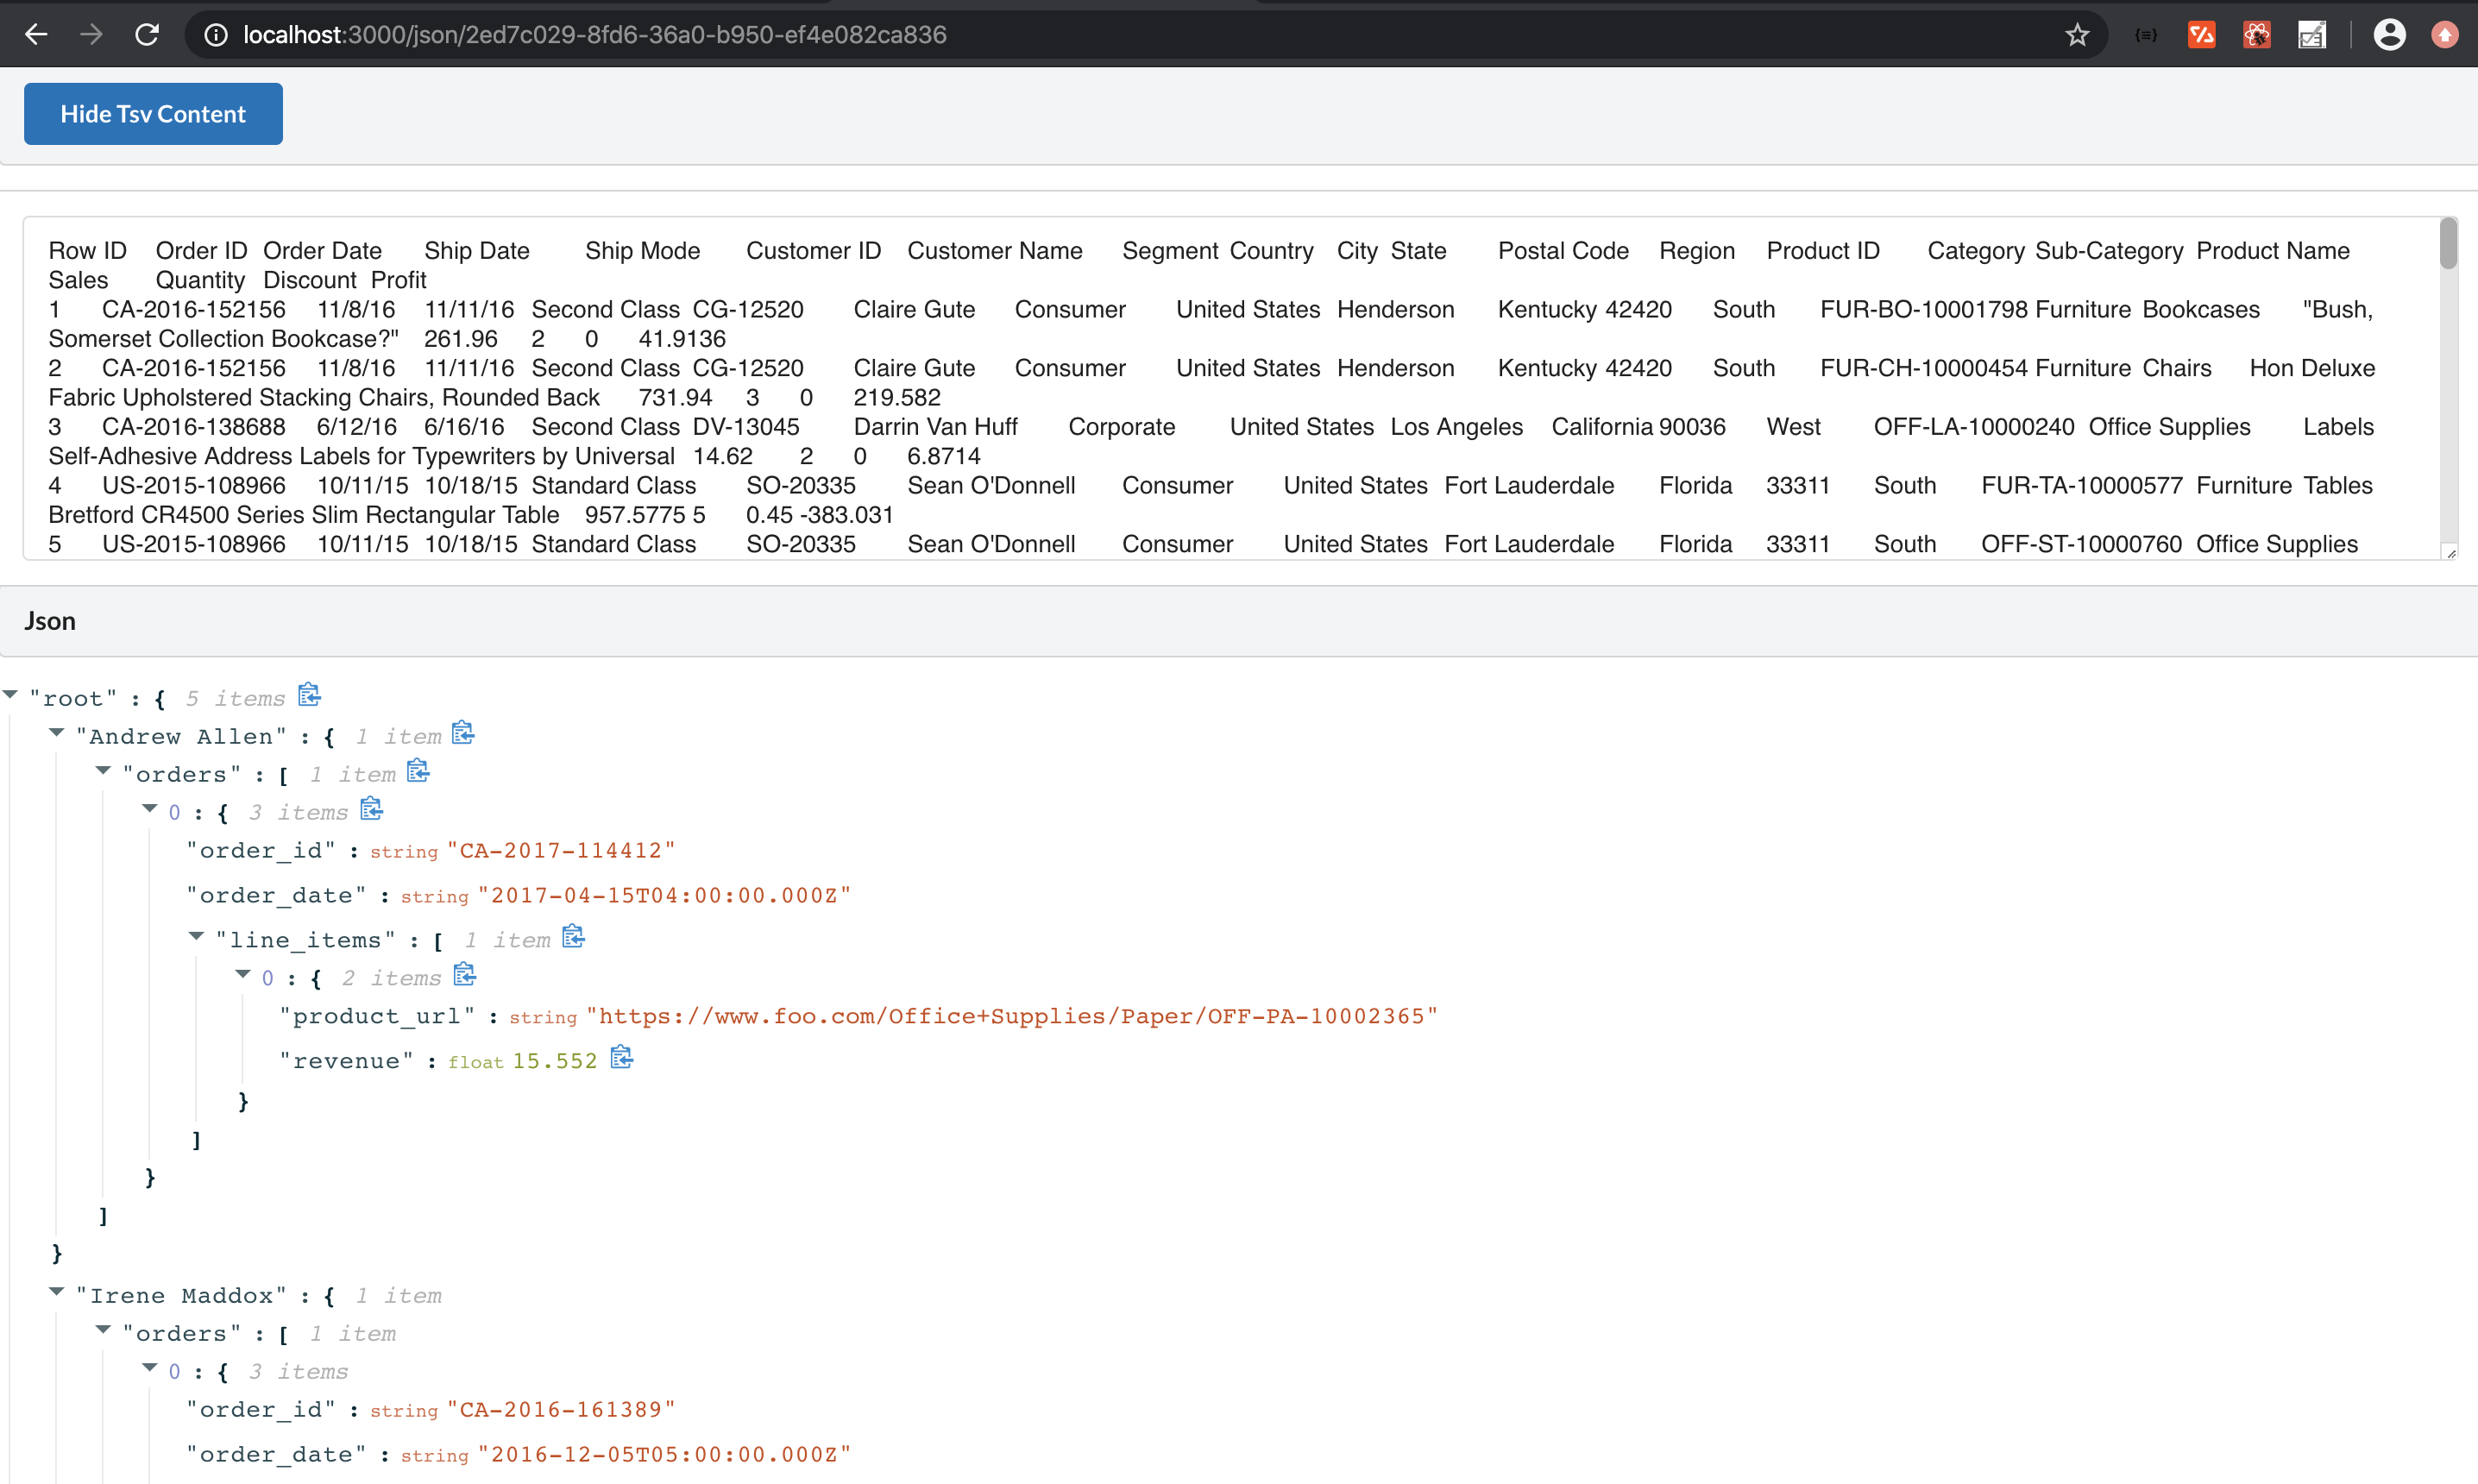 localhost:3000/json/2ed7c029-8fd6-36a0-b950-ef4e082ca836
Hide Tsv Content
Row ID Order ID Order Date Ship Date Ship Mode Customer ID Customer Name Segment Country City State Postal Code Region Product ID Category Sub-Category Product Name
Sales Quantity Discount Profit
1 CA-2016-152156 11/8/16 11/11/16 Second Class CG-12520 Claire Gute Consumer United States Henderson Kentucky 42420 South FUR-BO-10001798 Furniture Bookcases "Bush,
Somerset Collection Bookcase?" 261.96 2 0 41.9136
2 CA-2016-152156 11/8/16 11/11/16 Second Class CG-12520 Claire Gute Consumer United States Henderson Kentucky 42420 South FUR-CH-10000454 Furniture Chairs Hon Deluxe
Fabric Upholstered Stacking Chairs, Rounded Back 731.94 3 0 219.582
3 CA-2016-138688 6/12/16 6/16/16 Second Class DV-13045 Darrin Van Huff Corporate United States Los Angeles California 90036 West OFF-LA-10000240 Office Supplies Labels
Self-Adhesive Address Labels for Typewriters by Universal 14.62 2 0 6.8714
4 US-2015-108966 10/11/15 10/18/15 Standard Class SO-20335 Sean O'Donnell Consumer United States Fort Lauderdale Florida 33311 South FUR-TA-10000577 Furniture Tables
Bretford CR4500 Series Slim Rectangular Table 957.5775 5 0.45 -383.031
5 US-2015-108966 10/11/15 10/18/15 Standard Class SO-20335 Sean O'Donnell Consumer United States Fort Lauderdale Florida 33311 South OFF-ST-10000760 Office Supplies
Json
"root" : { 5 items
"Andrew Allen" : { 1 item
"orders" : [ 1 item
0 : { 3 items
"order_id" : string "CA-2017-114412"
"order_date" : string "2017-04-15T04:00:00.000Z"
"line_items" : [ 1 item
0 : { 2 items
"product_url" : string "https://www.foo.com/Office+Supplies/Paper/OFF-PA-10002365"
"revenue" : float 15.552
}
]
}
]
}
"Irene Maddox" : { 1 item
"orders" : [ 1 item
0 : { 3 items
"order_id" : string "CA-2016-161389"
"order_date" : string "2016-12-05T05:00:00.000Z"